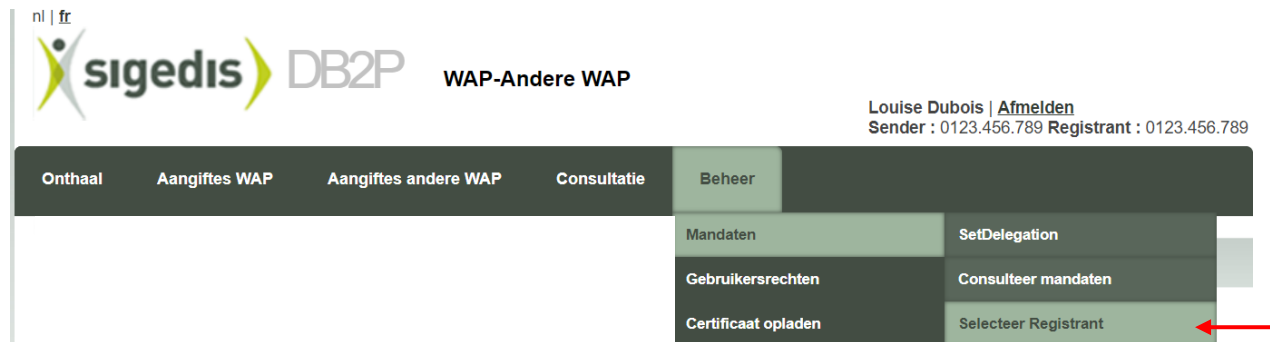 nl | fr
sigedis DB2P WAP-Andere WAP
Louise Dubois | Afmelden
Sender : 0123.456.789 Registrant : 0123.456.789
Onthaal Aangiftes WAP Aangiftes andere WAP Consultatie Beheer
Mandaten SetDelegation
Gebruikersrechten Consulteer mandaten
Certificaat opladen Selecteer Registrant